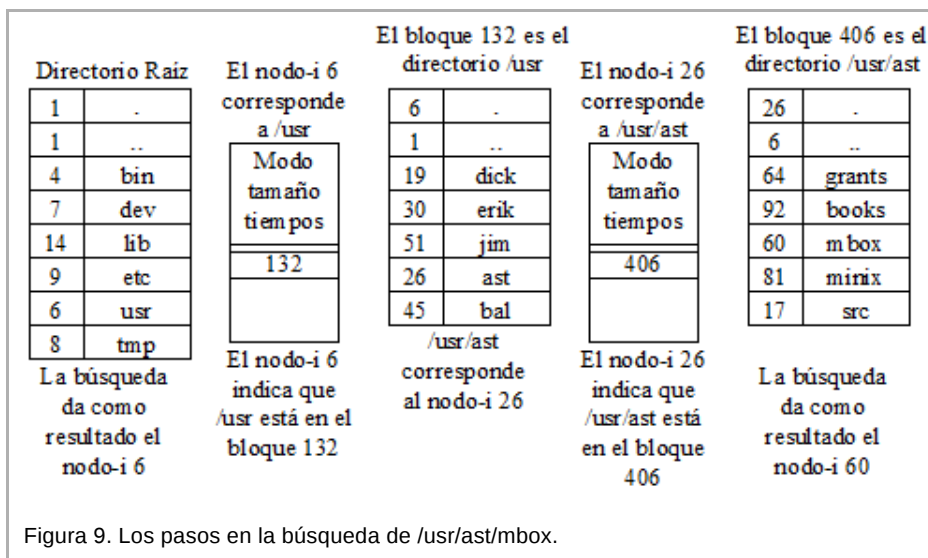 Directorio Raíz
1 .
1 ..
4 bin
7 dev
14 lib
9 etc
6 usr
8 tmp
La búsqueda
da como
resultado el
nodo-i 6
El nodo-i 6
corresponde
a /usr
Modo
tamaño
tiempos
132
El nodo-i 6
indica que
/usr está en el
bloque 132
El bloque 132 es el
directorio /usr
6 .
1 ..
19 dick
30 erik
51 jim
26 ast
45 bal
/usr/ast
corresponde
al nodo-i 26
El nodo-i 26
corresponde
a /usr/ast
Modo
tamaño
tiempos
406
El nodo-i 26
indica que
/usr/ast está
en el bloque
406
El bloque 406 es el
directorio /usr/ast
26 .
6 ..
64 grants
92 books
60 mbox
81 minix
17 src
La búsqueda
da como
resultado el
nodo-i 60
Figura 9. Los pasos en la búsqueda de /usr/ast/mbox.